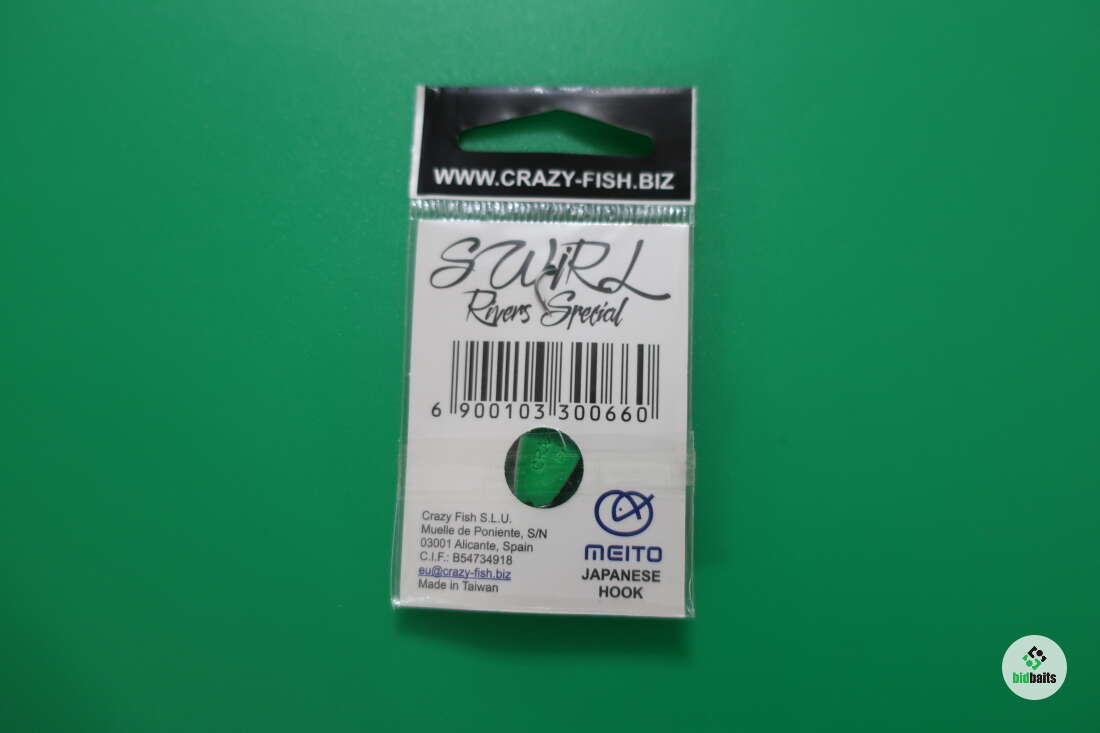 WWW.CRAZY-FISH.BIZ
SWiRL
Rivers Special
6 900103 300660
Crazy Fish S.L.U.
Muelle de Poniente, S/N
03001 Alicante, Spain
C.I.F.: B54734918
eu@crazy-fish.biz
Made in Taiwan
MEITO
JAPANESE
HOOK
bidbaits